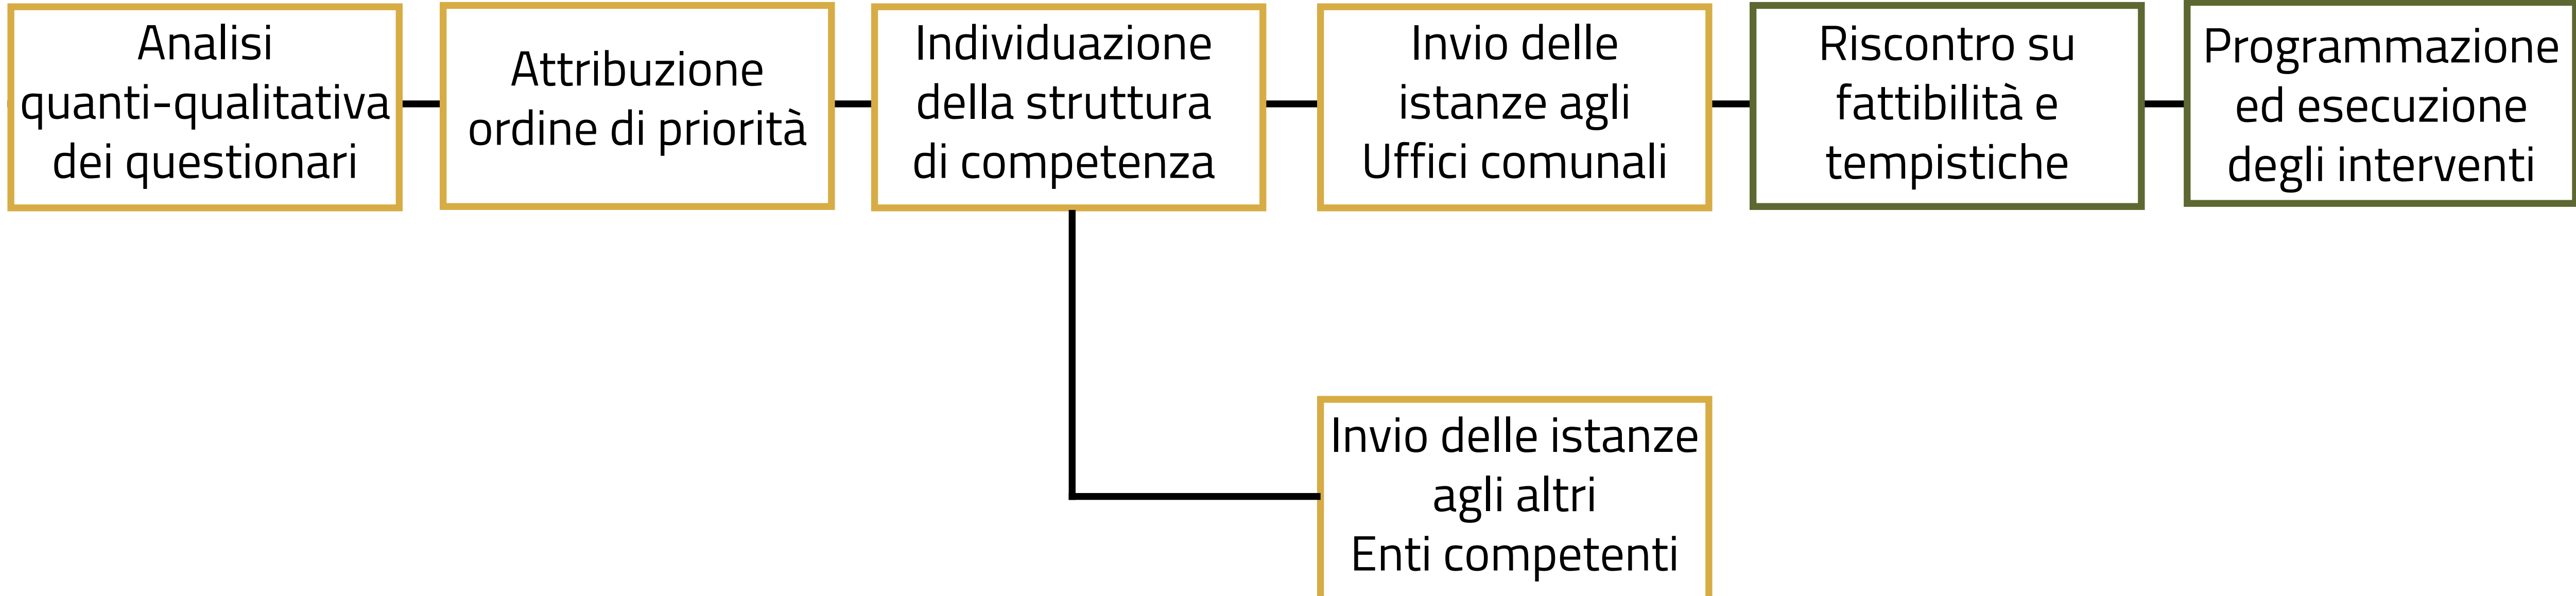 Analisi
quanti-qualitativa
dei questionari
Attribuzione
ordine di priorità
Individuazione
della struttura
di competenza
Invio delle
istanze agli
Uffici comunali
Riscontro su
fattibilità e
tempistiche
Programmazione
ed esecuzione
degli interventi
Invio delle istanze
agli altri
Enti competenti